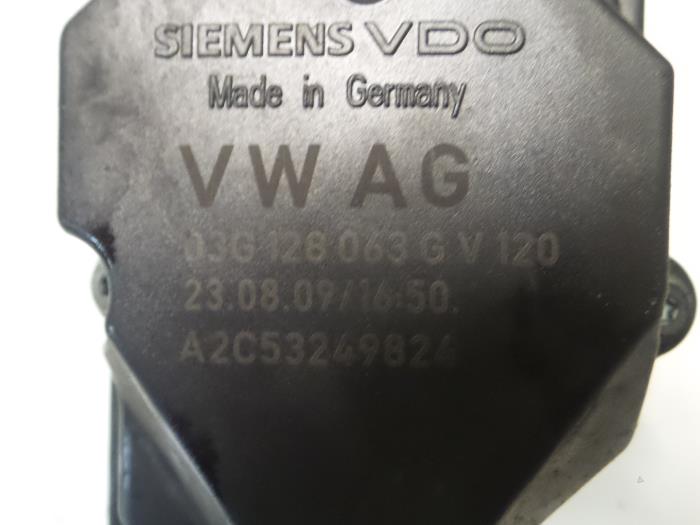 SIEMENS VDO
Made in Germany
VW AG
03G 128 063 G V 120
23.08.09/16:50.
A2C53249824